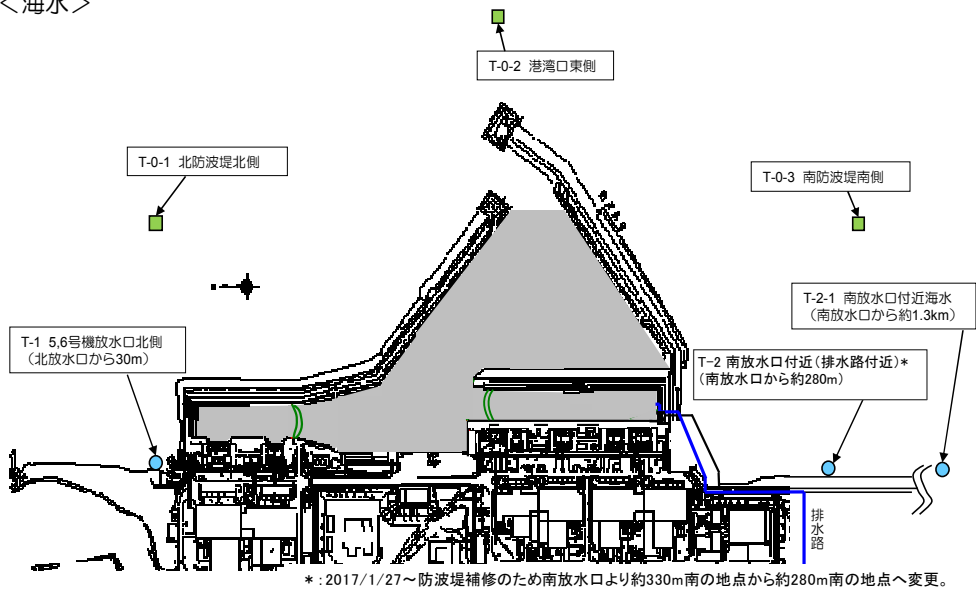 ＜海水＞
T-0-2 港湾口東側
T-0-1 北防波堤北側
T-0-3 南防波堤南側
T-2-1 南放水口付近海水
（南放水口から約1.3km）
T-1 5,6号機放水口北側
（北放水口から30m）
T-2 南放水口付近（排水路付近）*
（南放水口から約280m）
排水路
*：2017/1/27～防波堤補修のため南放水口より約330m南の地点から約280m南の地点へ変更。